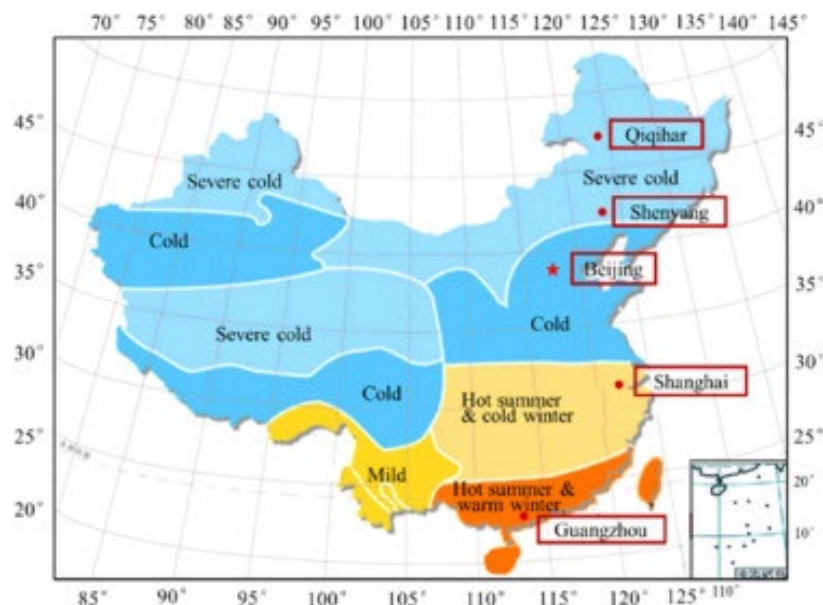 70° 75° 80° 85° 90° 95° 100° 105° 110° 115° 120° 125° 130° 135° 140° 145°
45°
40°
35°
30°
25°
20°
45°
40°
35°
30°
25°
20°
10°
Qiqihar
Severe cold
Severe cold
Shenyang
Cold
Beijing
Severe cold
Cold
Cold
Hot summer
& cold winter
Shanghai
Mild
Hot summer &
warm winter
Guangzhou
85° 90° 95° 100° 105° 110° 115° 120° 125° 110°